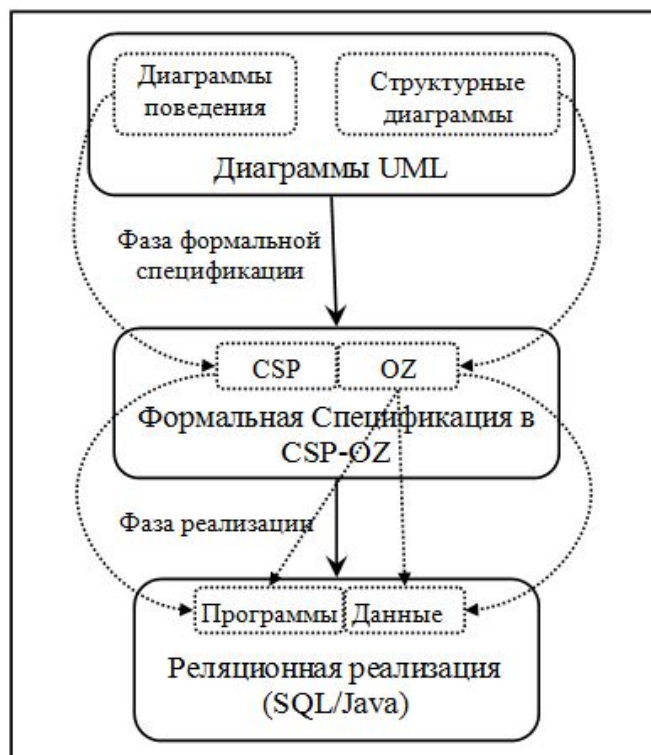 Диаграммы
поведения
Структурные
диаграммы
Диаграммы UML
Фаза формальной
спецификации
CSP
OZ
Формальная Спецификация в
CSP-OZ
Фаза реализации
Программы
Данные
Реляционная реализация
(SQL/Java)